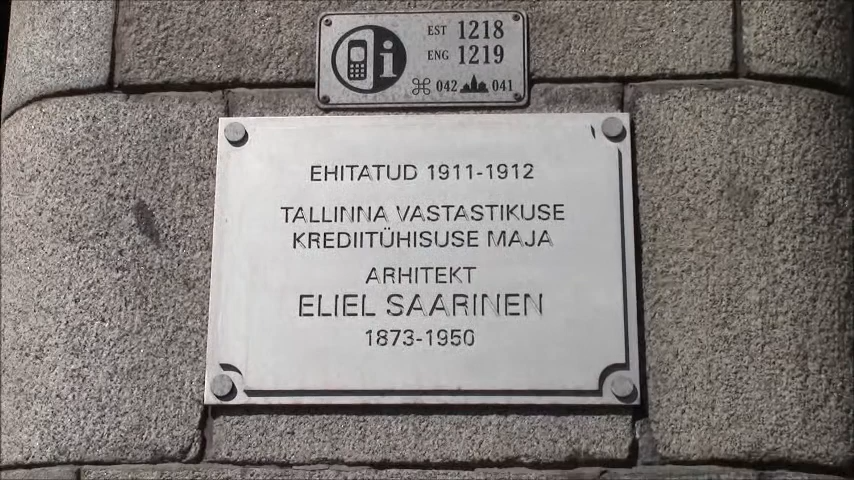 EST 1218
ENG 1219
i
⌘ 042 041
EHITATUD 1911-1912
TALLINNA VASTASTIKUSE
KREDIITÜHISUSE MAJA
ARHITEKT
ELIEL SAARINEN
1873-1950